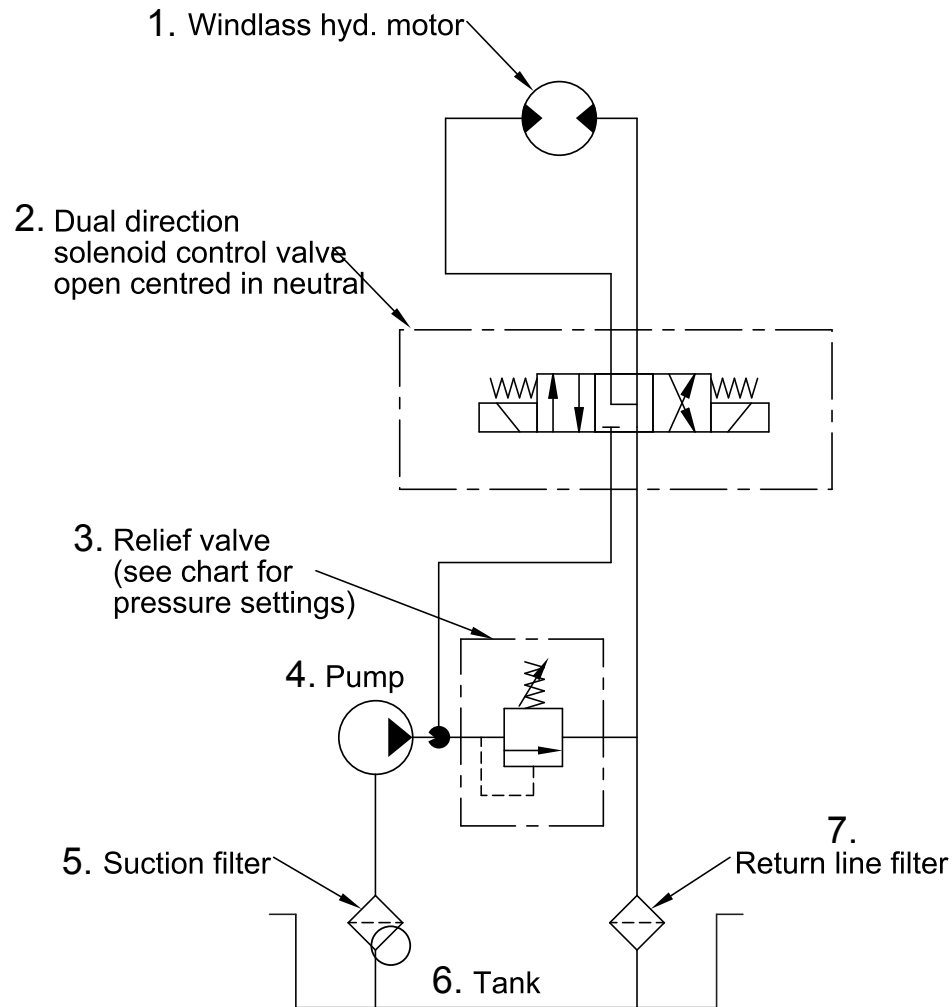 1. Windlass hyd. motor
2. Dual direction
solenoid control valve
open centred in neutral
3. Relief valve
(see chart for
pressure settings)
4. Pump
5. Suction filter
7.
Return line filter
6. Tank